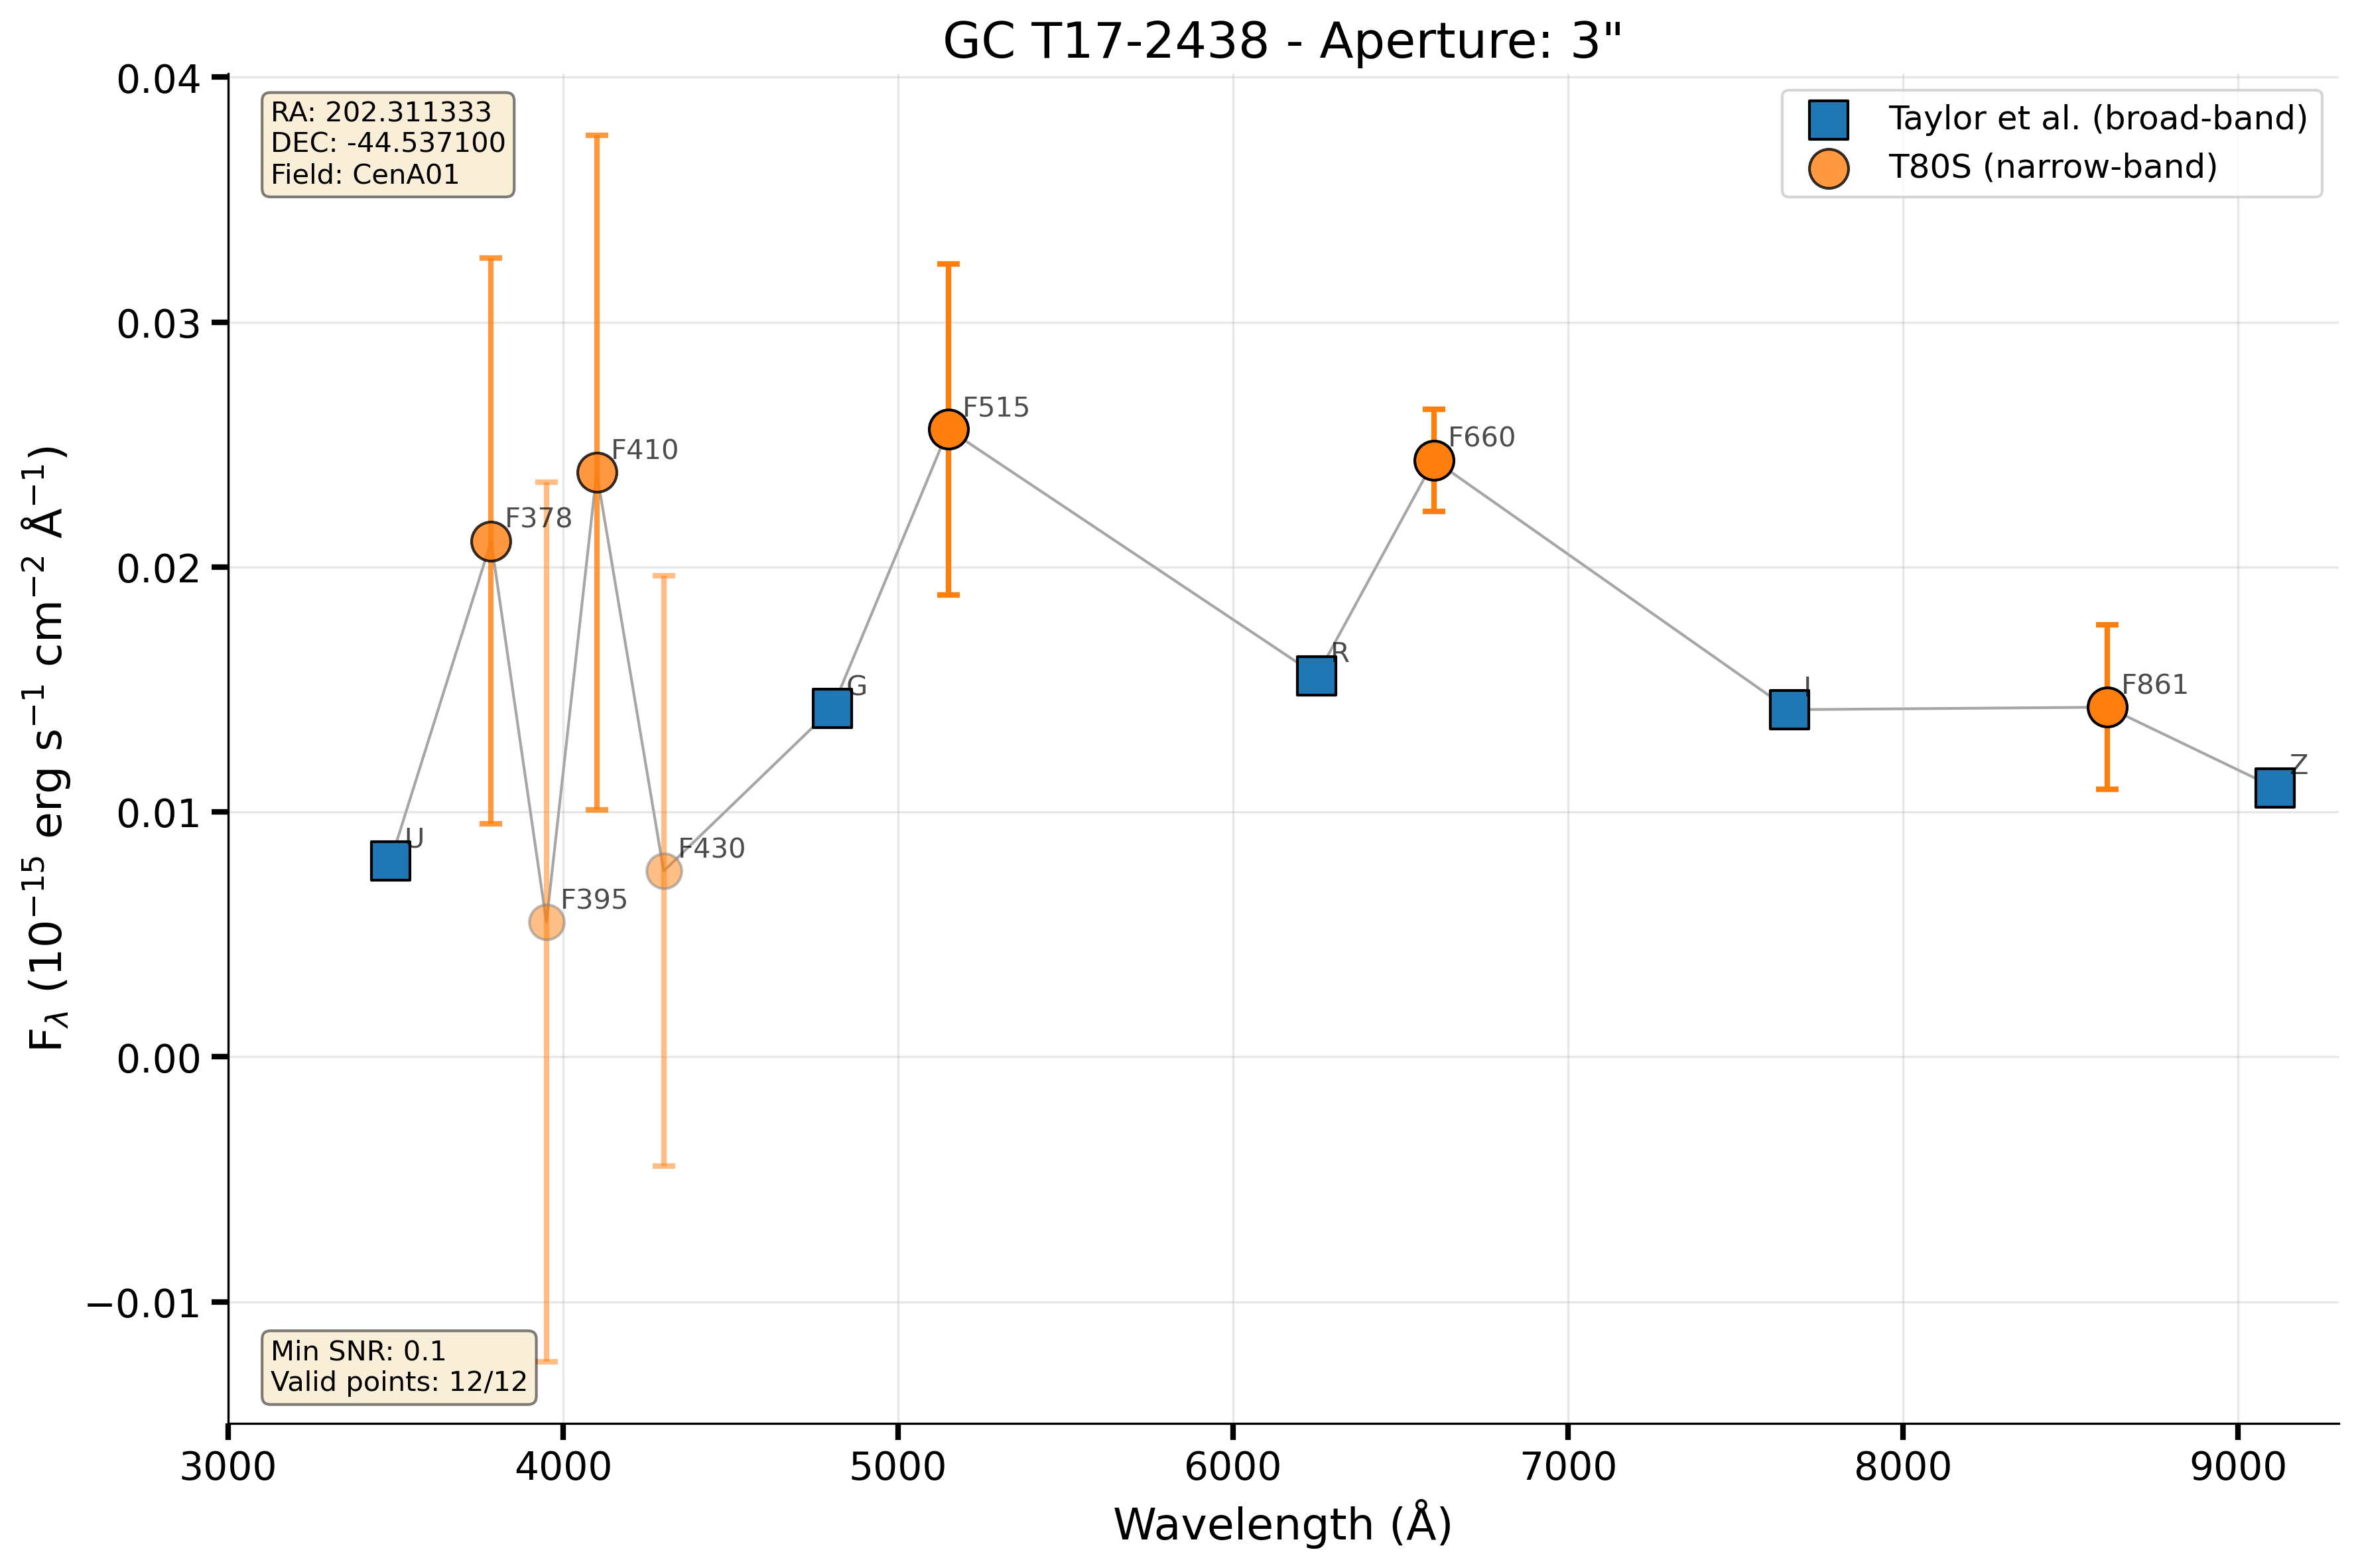 GC T17-2438 - Aperture: 3"
RA: 202.311333
DEC: -44.537100
Field: CenA01
Taylor et al. (broad-band)
T80S (narrow-band)
0.04
0.03
0.02
0.01
0.00
−0.01
F$_λ$ (10⁻¹⁵ erg s⁻¹ cm⁻² Å⁻¹)
U
F378
F395
F410
F430
G
F515
R
F660
I
F861
Z
Min SNR: 0.1
Valid points: 12/12
3000
4000
5000
6000
7000
8000
9000
Wavelength (Å)